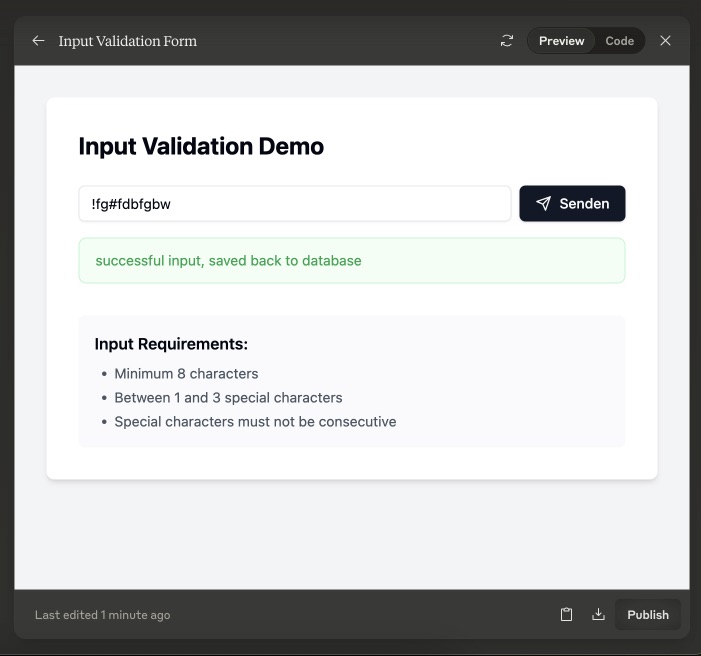 Input Validation Form
Preview
Code
Input Validation Demo
!fg#fdbfgbw
Senden
successful input, saved back to database
Input Requirements:
• Minimum 8 characters
• Between 1 and 3 special characters
• Special characters must not be consecutive
Last edited 1 minute ago
Publish